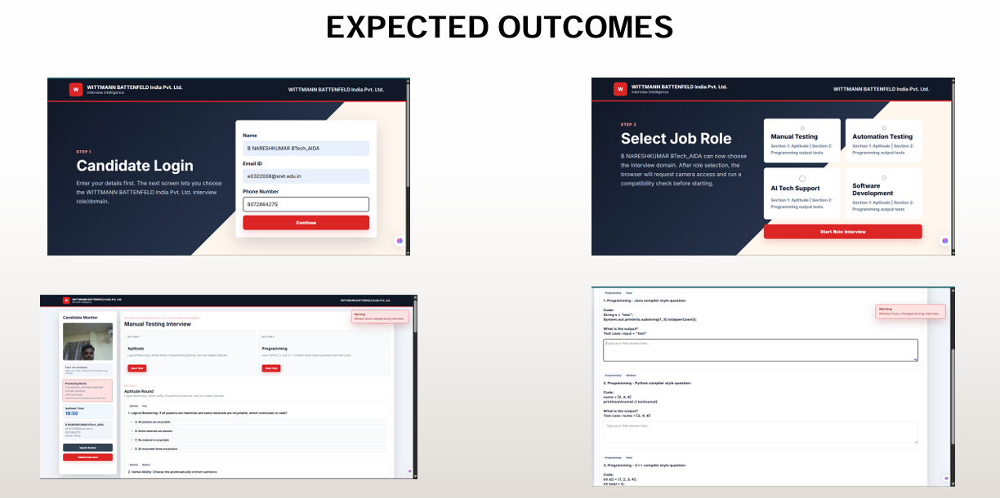 EXPECTED OUTCOMES
W
WITTMANN BATTENFELD India Pvt. Ltd.
Interview Intelligence
WITTMANN BATTENFELD India Pvt. Ltd.
STEP 1
Candidate Login
Enter your details first. The next screen lets you choose
the WITTMANN BATTENFELD India Pvt. Ltd. interview
role/domain.
Name
B NARESHKUMAR BTech_AIDA
Email ID
e0322008@sret.edu.in
Phone Number
8072864275
Continue
W
WITTMANN BATTENFELD India Pvt. Ltd.
Interview Intelligence
WITTMANN BATTENFELD India Pvt. Ltd.
STEP 2
Select Job Role
B NARESHKUMAR BTech_AIDA can now choose
the interview domain. After role selection, the
browser will request camera access and run a
compatibility check before starting.
Manual Testing
Section 1: Aptitude | Section 2:
Programming output tests
Automation Testing
Section 1: Aptitude | Section 2:
Programming output tests
AI Tech Support
Section 1: Aptitude | Section 2:
Programming output tests
Software
Development
Section 1: Aptitude | Section 2:
Programming output tests
Start Role Interview
WITTMANN BATTENFELD India Pvt. Ltd.
WITTMANN BATTENFELD India Pvt. Ltd.
Candidate Monitor
Face not centered
Proctoring Alerts
Aptitude Timer
19:50
B NARESHKUMAR BTech_AIDA
Manual Testing
Submit Interview
Warning
Window focus changed during interview.
Manual Testing Interview
Aptitude
Logical Reasoning, Verbal Ability, Programming Aptitude, and role related aptitude.
Start Test
Programming
Java, Python, C, and C++ compiler style output questions with test cases.
Start Test
Aptitude Round
Logical Reasoning, Verbal Ability, Programming Aptitude, and role related aptitude.
Aptitude Easy
1. Logical Reasoning: If all plastics are materials and some materials are recyclable, which conclusion is valid?
A. All plastics are recyclable
B. Some materials are plastics
C. No material is recyclable
D. All recyclable items are plastics
Aptitude Medium
2. Verbal Ability: Choose the grammatically correct sentence.
Programming Easy
1. Programming - Java compiler style question:
Code:
String s = "test";
System.out.println(s.substring(1, 3).toUpperCase());
What is the output?
Test case: input = "test"
Type your final answer here...
Warning
Window focus changed during interview.
Programming Medium
2. Programming - Python compiler style question:
Code:
nums = [2, 4, 6]
print(sum(nums) // len(nums))
What is the output?
Test case: nums = [2, 4, 6]
Type your final answer here...
Programming Hard
3. Programming - C++ compiler style question:
Code:
int a[] = {1, 2, 3, 4};
int total = 0;